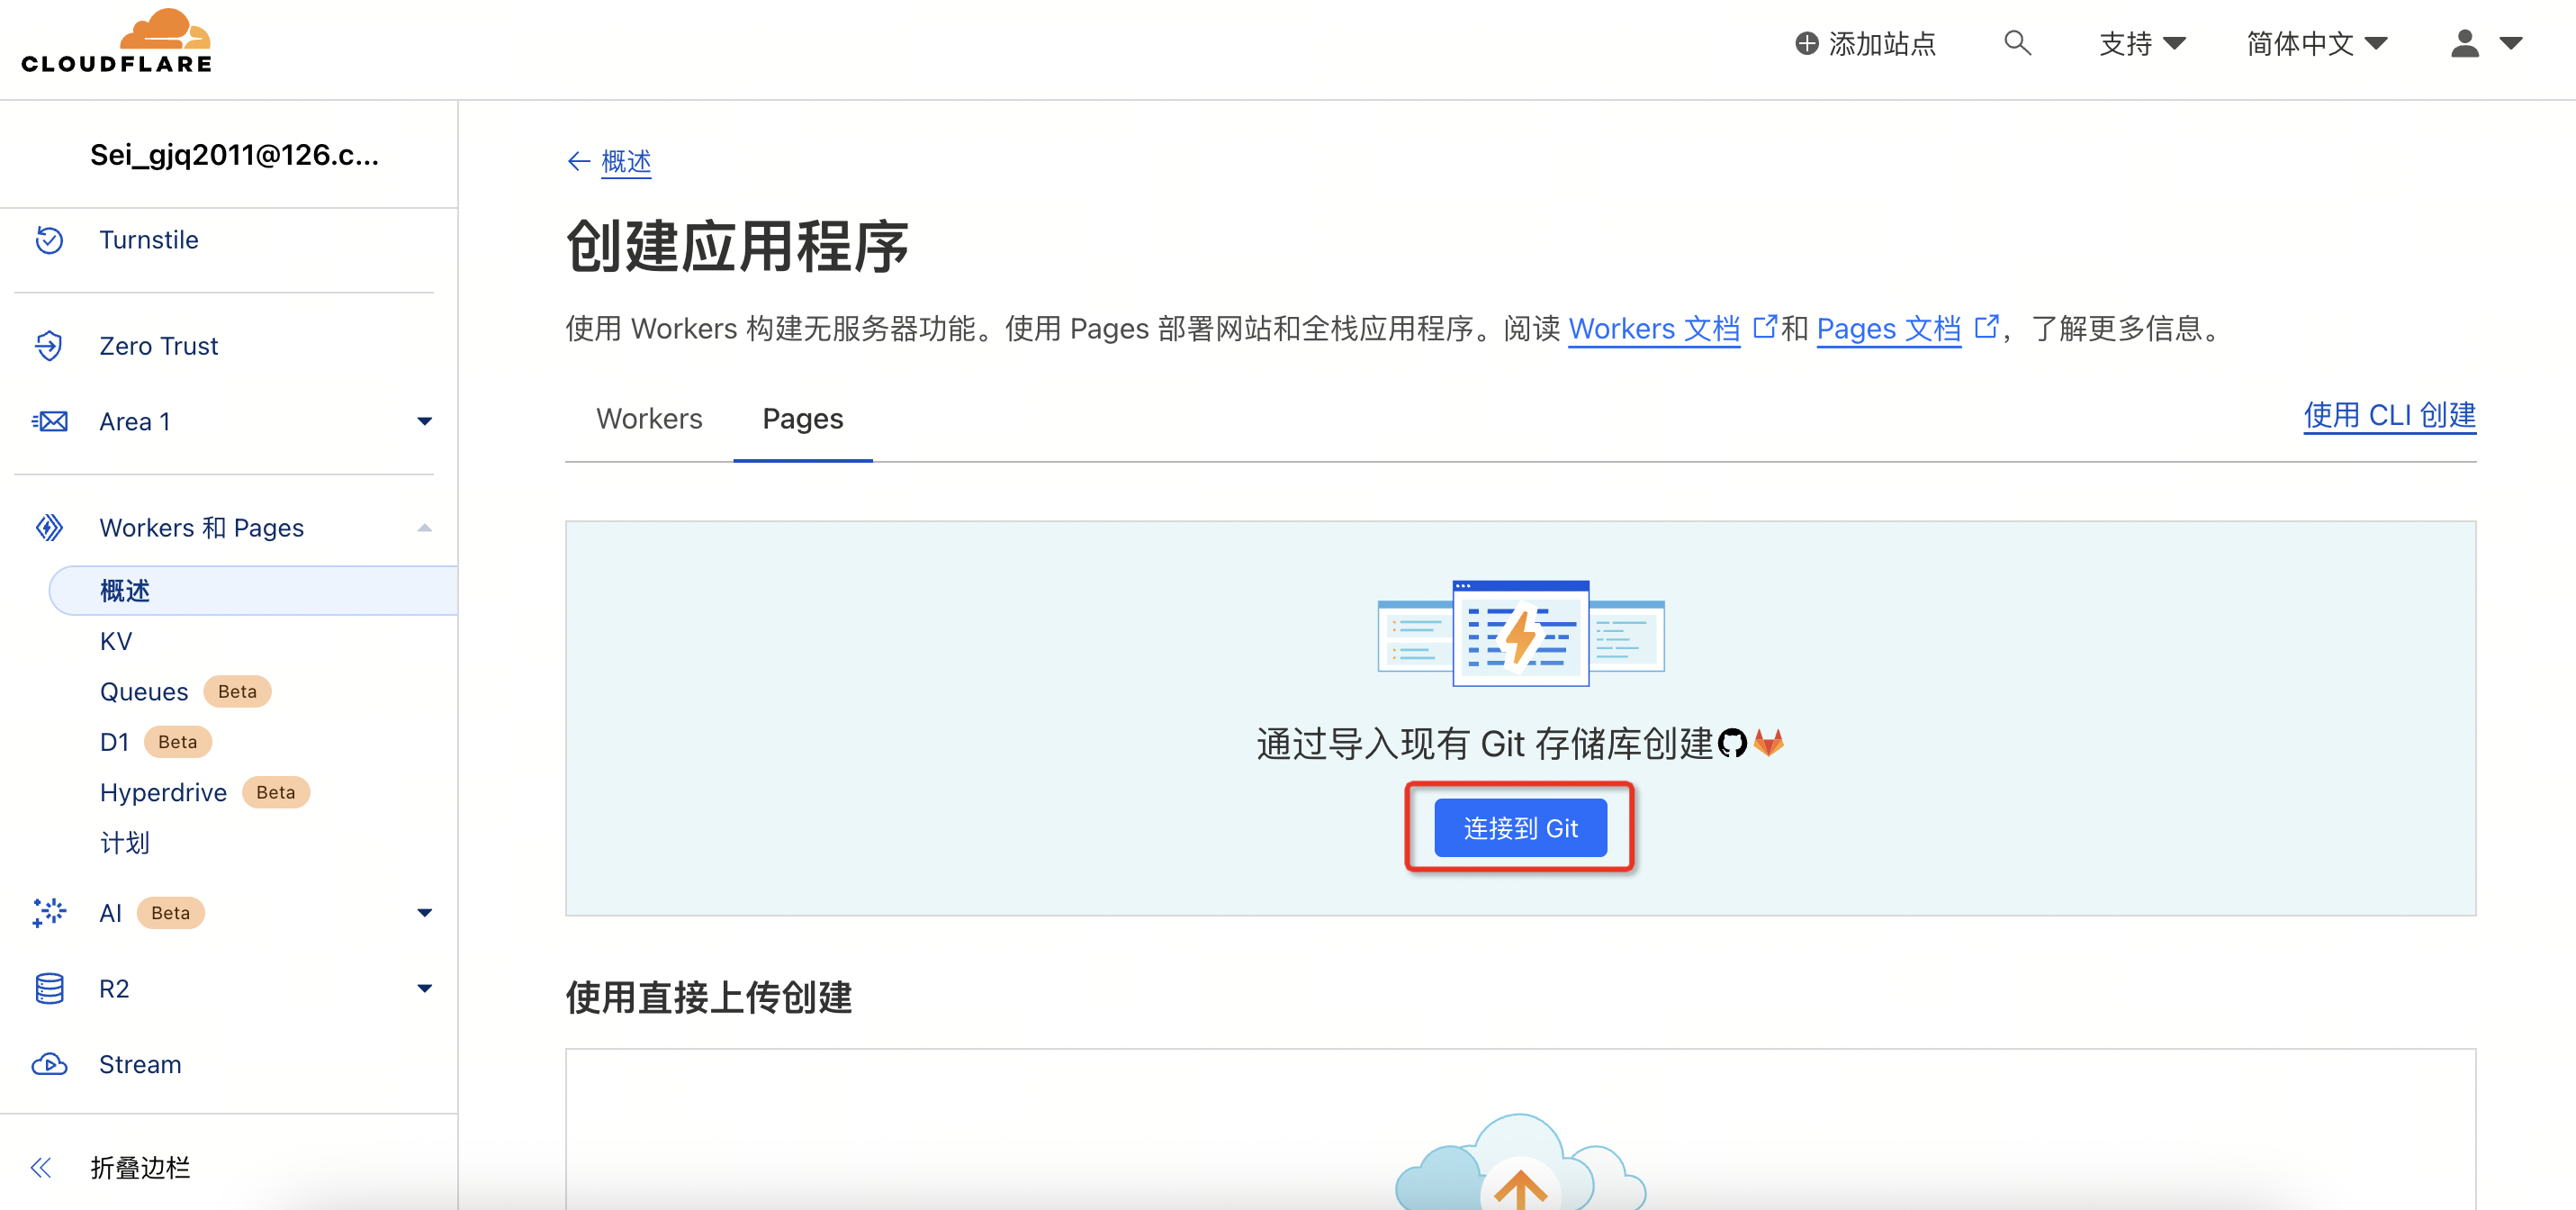 CLOUDFLARE
添加站点
支持
简体中文
Sei_gjq2011@126.c...
Turnstile
Zero Trust
Area 1
Workers 和 Pages
概述
KV
Queues Beta
D1 Beta
Hyperdrive Beta
计划
AI Beta
R2
Stream
折叠边栏
概述
创建应用程序
使用 Workers 构建无服务器功能。使用 Pages 部署网站和全栈应用程序。阅读 Workers 文档 和 Pages 文档 ，了解更多信息。
Workers
Pages
使用 CLI 创建
通过导入现有 Git 存储库创建
连接到 Git
使用直接上传创建